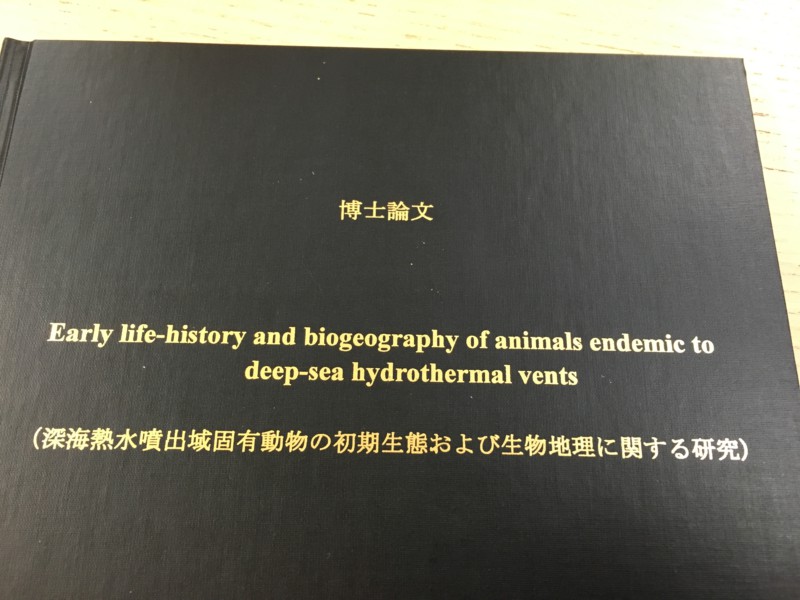 博士論文
Early life-history and biogeography of animals endemic to
deep-sea hydrothermal vents
(深海熱水噴出域固有動物の初期生態および生物地理に関する研究)